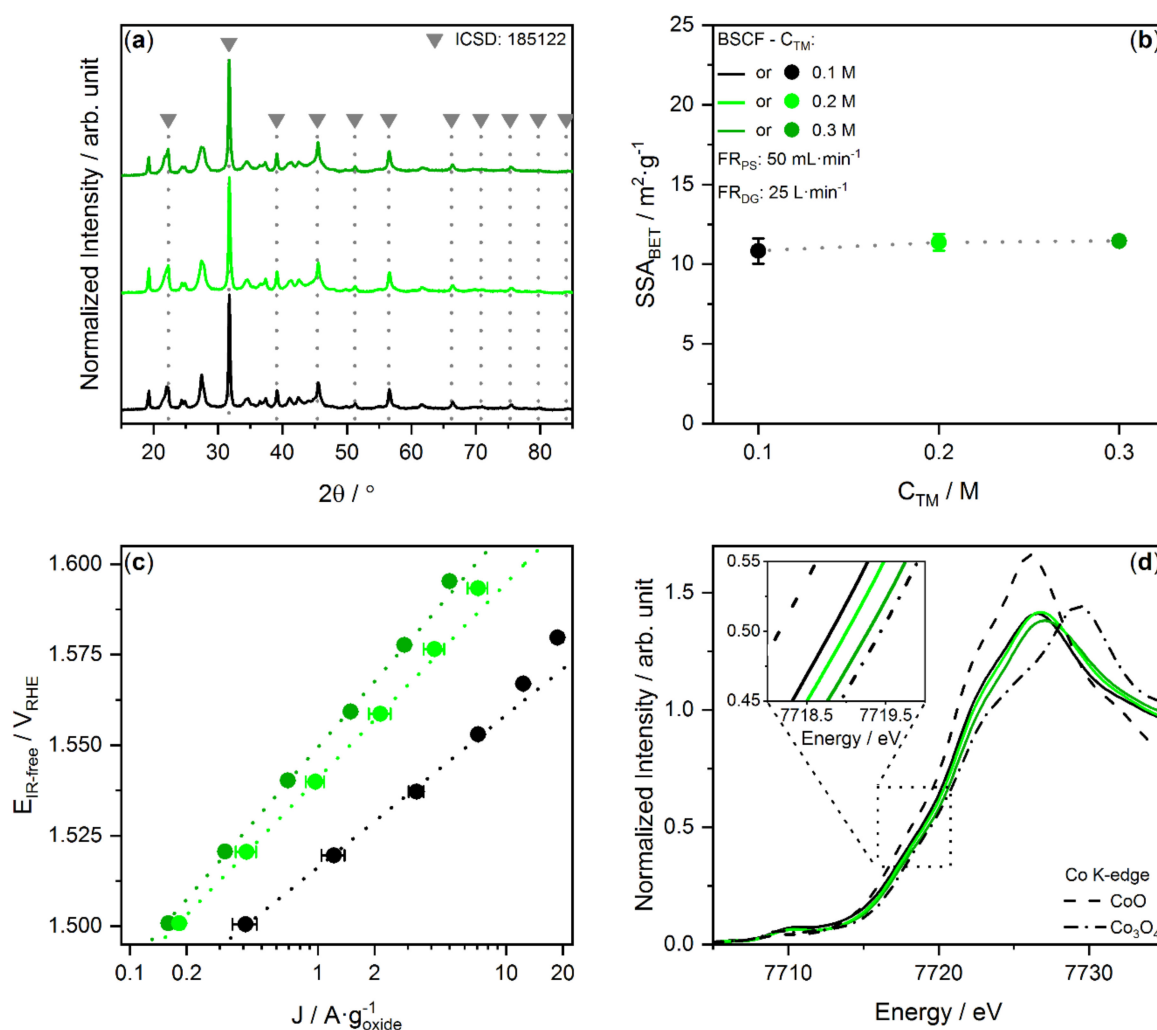 (a)
ICSD: 185122
Normalized Intensity / arb. unit
20 30 40 50 60 70 80
2θ / °
(b)
BSCF - C_TM:
or 0.1 M
or 0.2 M
or 0.3 M
FR_PS: 50 mL·min⁻¹
FR_DG: 25 L·min⁻¹
25
20
15
10
5
0
SSA_BET / m²·g⁻¹
0.1 0.2 0.3
C_TM / M
(c)
1.600
1.575
1.550
1.525
1.500
E_IR-free / V_RHE
0.1 0.2 1 2 10 20
J / A·g⁻¹_oxide
(d)
0.55
0.50
0.45
7718.5 7719.5
Energy / eV
1.5
1.0
0.5
0.0
Normalized Intensity / arb. unit
Co K-edge
CoO
Co₃O₄
7710 7720 7730
Energy / eV